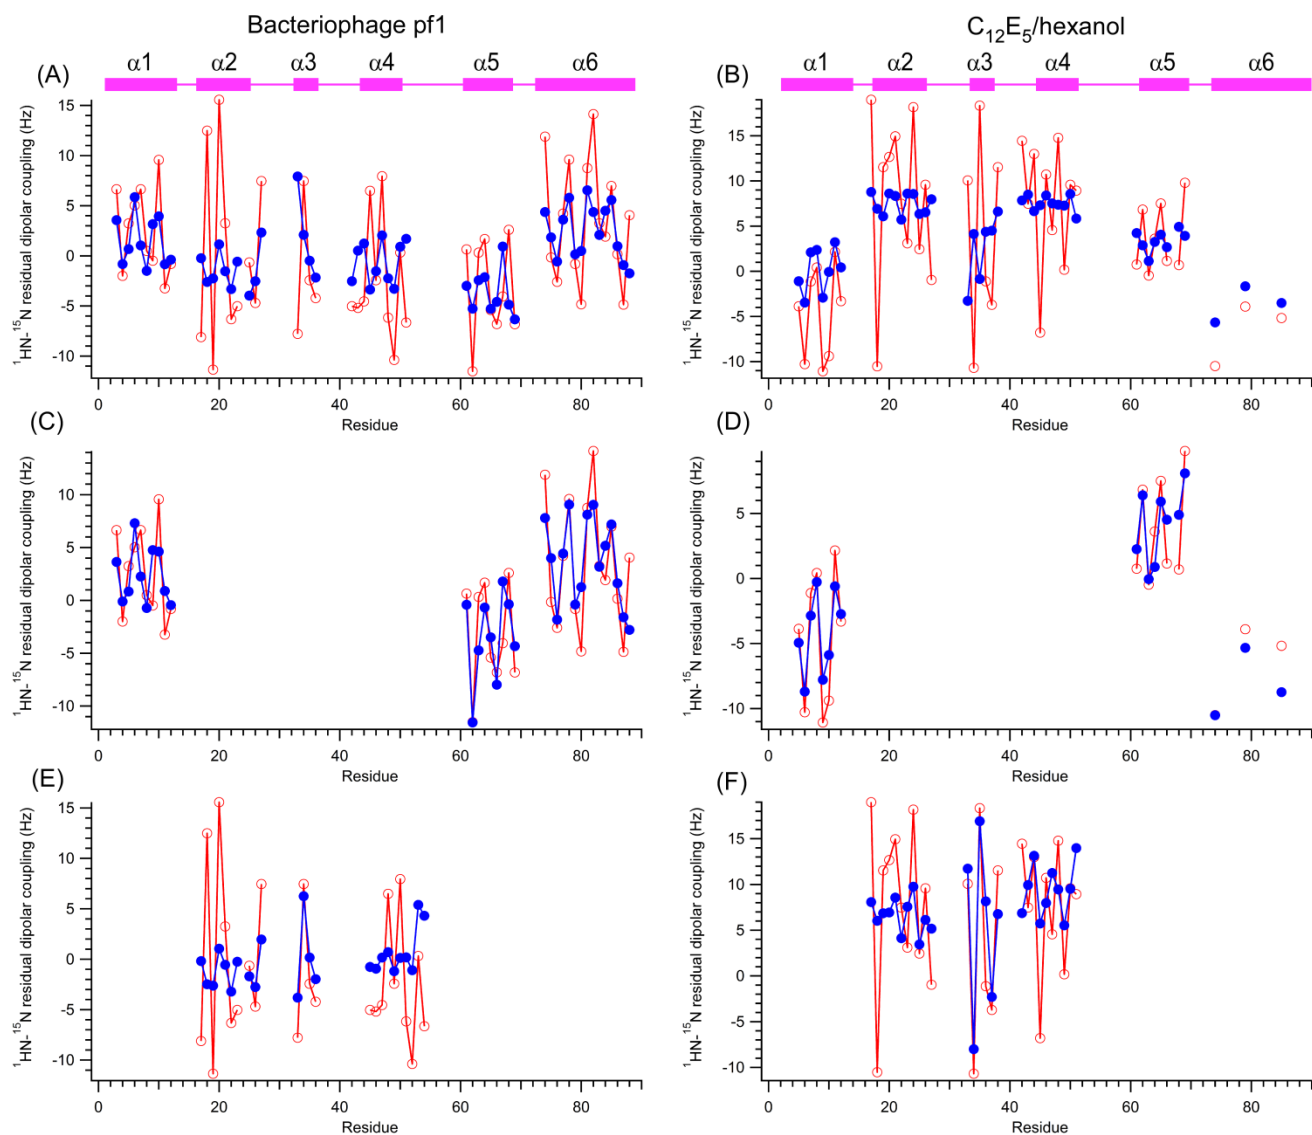 Bacteriophage pf1
C12E5/hexanol
(A) α1 α2 α3 α4 α5 α6
(B) α1 α2 α3 α4 α5 α6
15
10
5
0
-5
-10
¹HN-¹⁵N residual dipolar coupling (Hz)
0 20 40 60 80
Residue
15
10
5
0
-5
-10
¹HN-¹⁵N residual dipolar coupling (Hz)
0 20 40 60 80
Residue
(C)
10
5
0
-5
-10
¹HN-¹⁵N residual dipolar coupling (Hz)
0 20 40 60 80
Residue
(D)
5
0
-5
-10
¹HN-¹⁵N residual dipolar coupling (Hz)
0 20 40 60 80
Residue
(E)
15
10
5
0
-5
-10
¹HN-¹⁵N residual dipolar coupling (Hz)
0 20 40 60 80
Residue
(F)
15
10
5
0
-5
-10
¹HN-¹⁵N residual dipolar coupling (Hz)
0 20 40 60 80
Residue